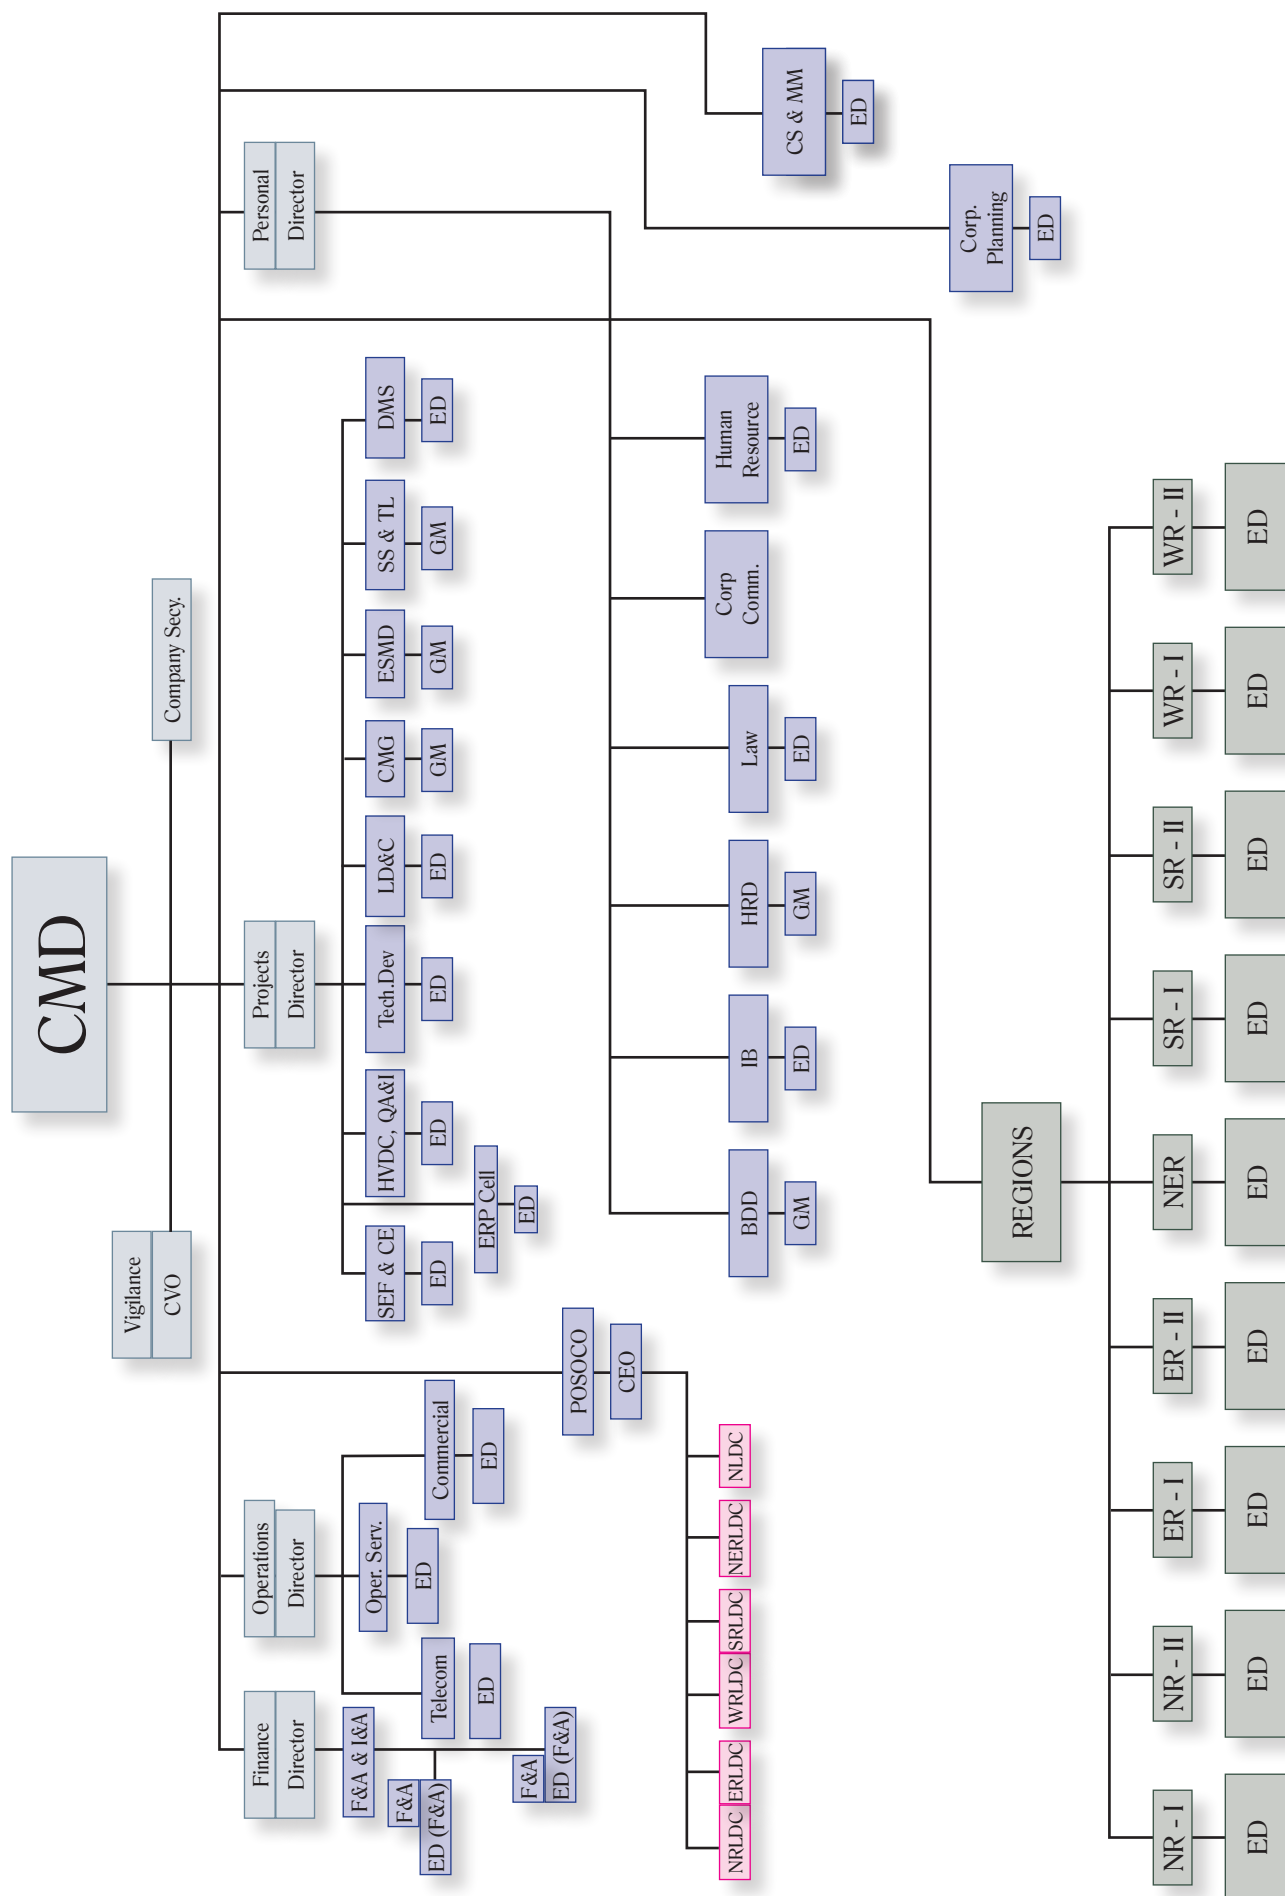 CMD
Vigilance
CVO
Company Secy.
Finance
Director
Operations
Director
Projects
Director
Personal
Director
F&A & I&A
F&A
ED (F&A)
F&A
ED (F&A)
Telecom
ED
Oper. Serv.
ED
Commercial
ED
SEF & CE
ED
ERP Cell
ED
HVDC, QA&I
ED
Tech.Dev
ED
LD&C
ED
CMG
GM
ESMD
GM
SS & TL
GM
DMS
ED
POSOCO
CEO
NRLDC
ERLDC
WRLDC
SRLDC
NERLDC
NLDC
BDD
GM
IB
ED
HRD
GM
Law
ED
Corp
Comm.
Human
Resource
ED
CS & MM
ED
Corp.
Planning
ED
REGIONS
NR - I
ED
NR - II
ED
ER - I
ED
ER - II
ED
NER
ED
SR - I
ED
SR - II
ED
WR - I
ED
WR - II
ED